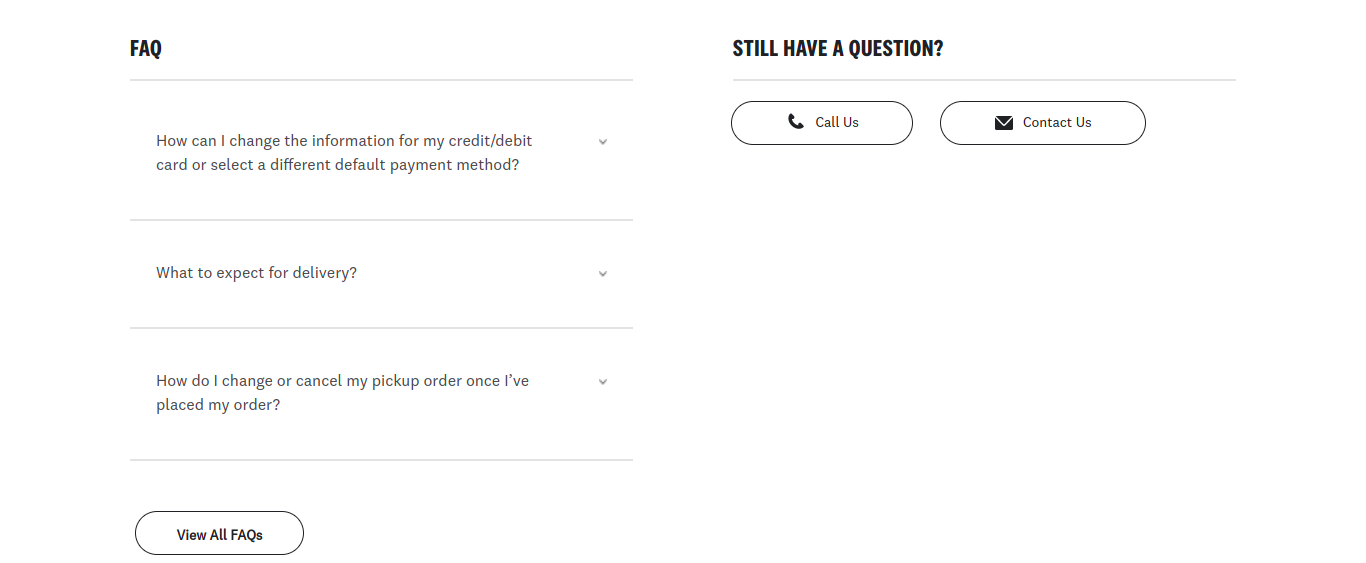 FAQ
How can I change the information for my credit/debit
card or select a different default payment method?
What to expect for delivery?
How do I change or cancel my pickup order once I’ve
placed my order?
View All FAQs
STILL HAVE A QUESTION?
Call Us
Contact Us